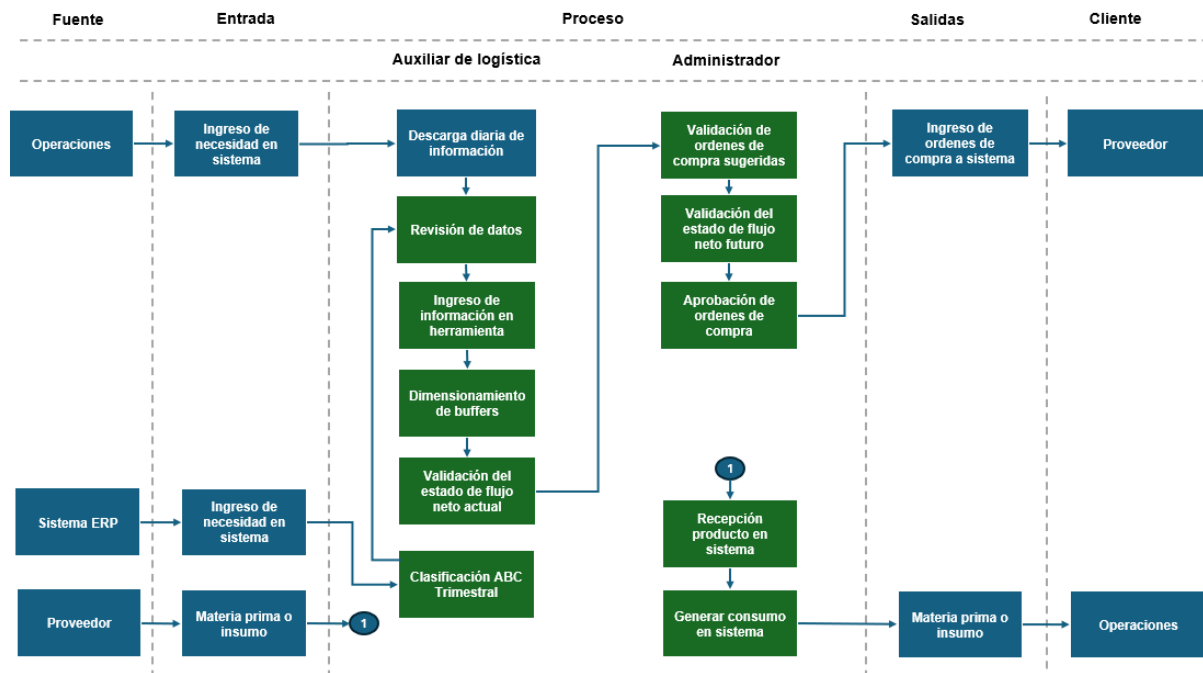 Fuente
Entrada
Proceso
Salidas
Cliente
Auxiliar de logística
Administrador
Operaciones
Ingreso de
necesidad en
sistema
Descarga diaria de
información
Validación de
ordenes de
compra sugeridas
Ingreso de
ordenes de
compra a sistema
Proveedor
Revisión de datos
Validación del
estado de flujo
neto futuro
Ingreso de
información en
herramienta
Aprobación de
ordenes de
compra
Dimensionamiento
de buffers
Validación del
estado de flujo
neto actual
1
Sistema ERP
Ingreso de
necesidad en
sistema
Recepción
producto en
sistema
Clasificación ABC
Trimestral
Proveedor
Materia prima o
insumo
1
Generar consumo
en sistema
Materia prima o
insumo
Operaciones